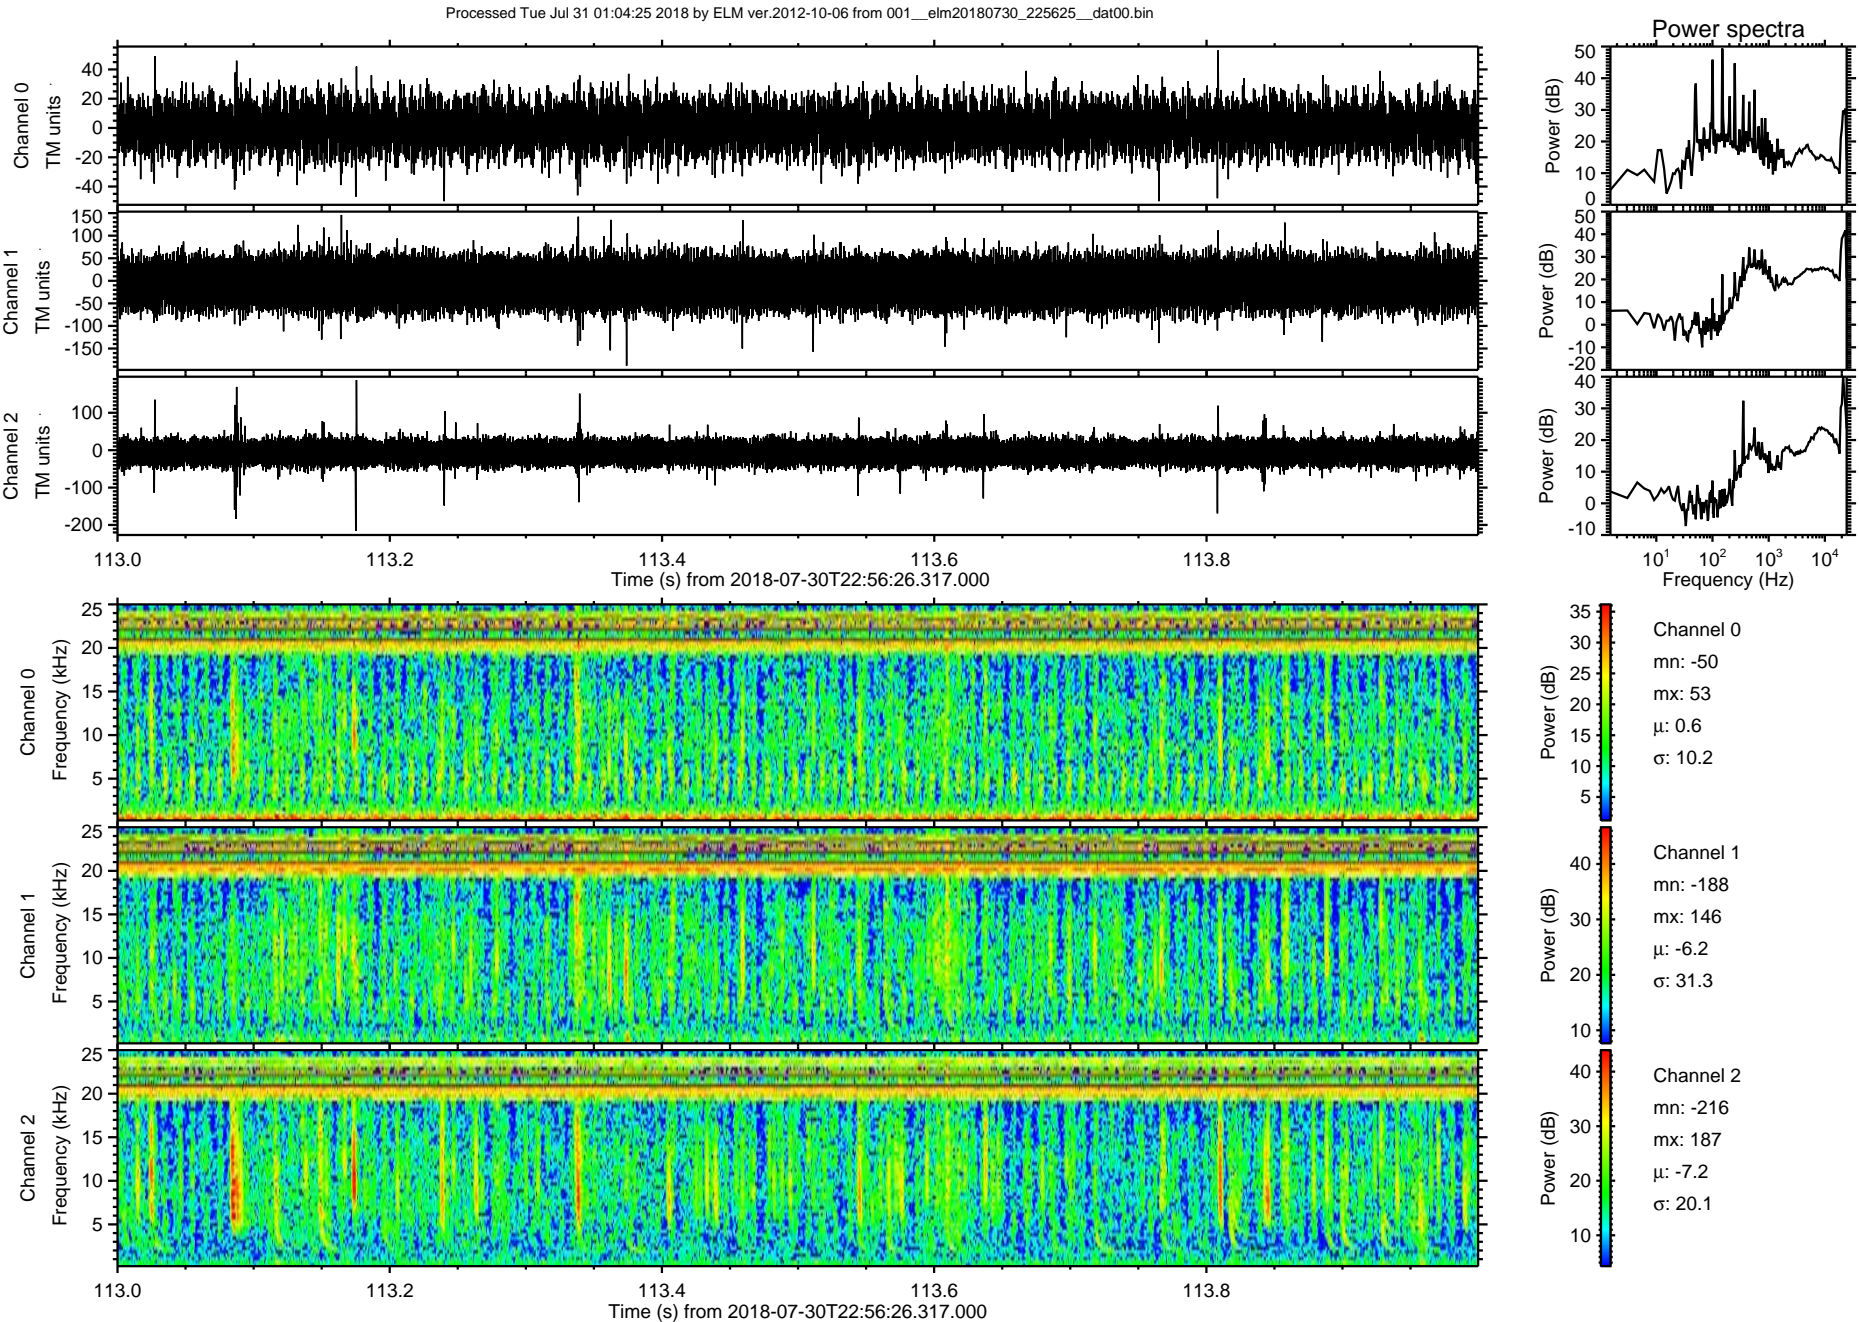 Processed Tue Jul 31 01:04:25 2018 by ELM ver.2012-10-06 from 001__elm20180730_225625__dat00.bin
Power spectra
Channel 0
TM units
40
20
0
-20
-40
Power (dB)
50
40
30
20
10
0
Channel 1
TM units
150
100
50
0
-50
-100
-150
Power (dB)
50
40
30
20
10
0
-10
-20
Channel 2
TM units
100
0
-100
-200
Power (dB)
40
30
20
10
0
-10
113.0 113.2 113.4 113.6 113.8
Time (s) from 2018-07-30T22:56:26.317.000
10¹ 10² 10³ 10⁴
Frequency (Hz)
Channel 0
Frequency (kHz)
25
20
15
10
5
Power (dB)
35
30
25
20
15
10
5
Channel 0
mn: -50
mx: 53
μ: 0.6
σ: 10.2
Channel 1
Frequency (kHz)
25
20
15
10
5
Power (dB)
40
30
20
10
Channel 1
mn: -188
mx: 146
μ: -6.2
σ: 31.3
Channel 2
Frequency (kHz)
25
20
15
10
5
Power (dB)
40
30
20
10
Channel 2
mn: -216
mx: 187
μ: -7.2
σ: 20.1
113.0 113.2 113.4 113.6 113.8
Time (s) from 2018-07-30T22:56:26.317.000